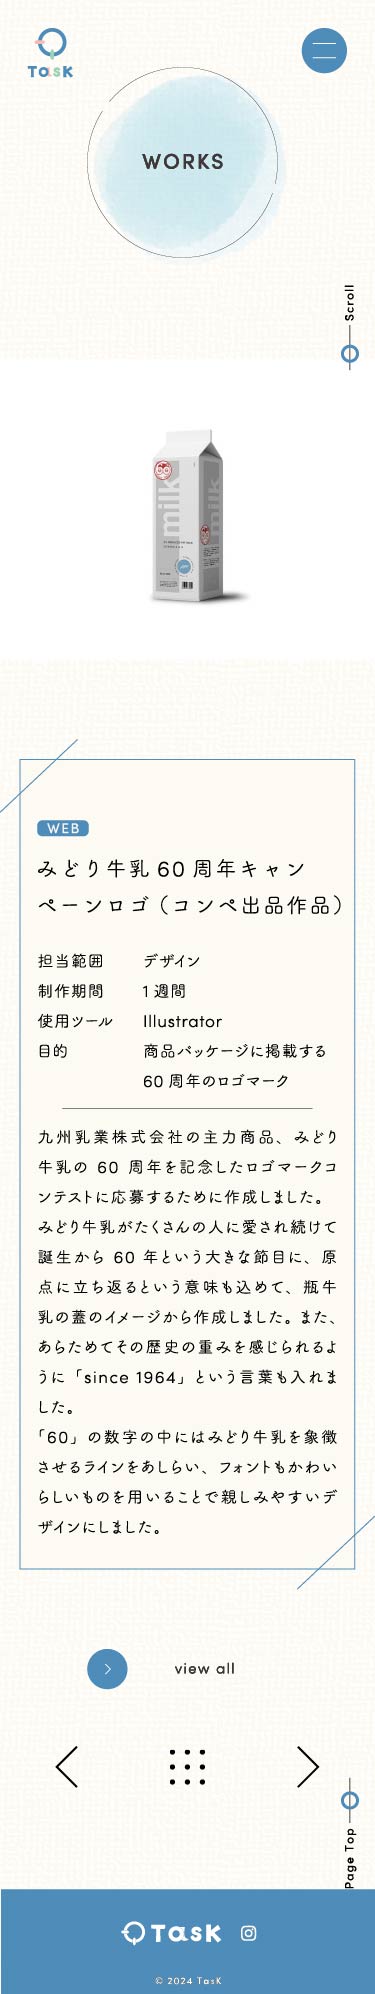 TasK
WORKS
Scroll
milk
milk
WEB
みどり牛乳 60 周年キャン
ペーンロゴ（コンペ出品作品）
担当範囲 デザイン
制作期間 1 週間
使用ツール Illustrator
目的 商品パッケージに掲載する
60 周年のロゴマーク
九州乳業株式会社の主力商品、みどり
牛乳の 60 周年を記念したロゴマークコ
ンテストに応募するために作成しました。
みどり牛乳がたくさんの人に愛され続けて
誕生から 60 年という大きな節目に、原
点に立ち返るという意味も込めて、瓶牛
乳の蓋のイメージから作成しました。また、
あらためてその歴史の重みを感じられるよ
うに「since 1964」という言葉も入れま
した。
「60」の数字の中にはみどり牛乳を象徴
させるラインをあしらい、フォントもかわい
らしいものを用いることで親しみやすいデ
ザインにしました。
view all
Page Top
TasK
© 2024 TasK